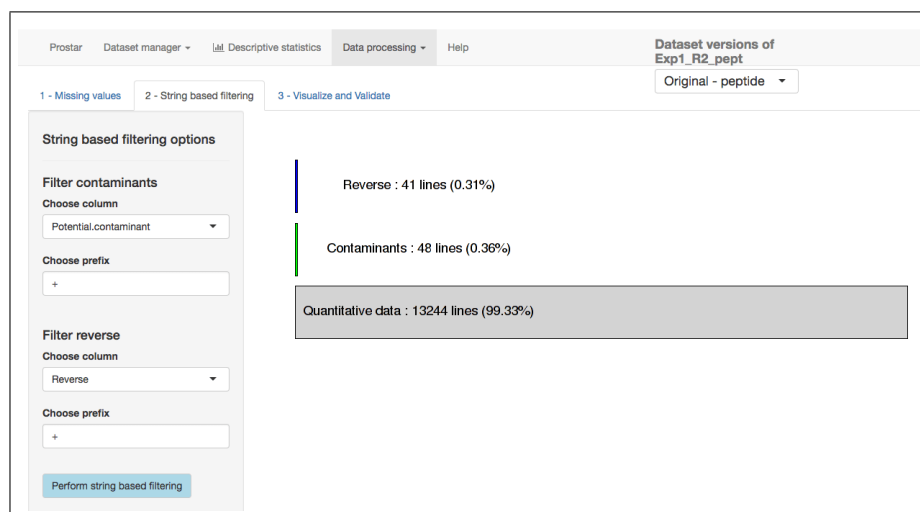 Prostar Dataset manager Descriptive statistics Data processing Help
Dataset versions of
Exp1_R2_pept
Original - peptide
1 - Missing values 2 - String based filtering 3 - Visualize and Validate
String based filtering options
Filter contaminants
Choose column
Potential.contaminant
Choose prefix
+
Filter reverse
Choose column
Reverse
Choose prefix
+
Perform string based filtering
Reverse : 41 lines (0.31%)
Contaminants : 48 lines (0.36%)
Quantitative data : 13244 lines (99.33%)